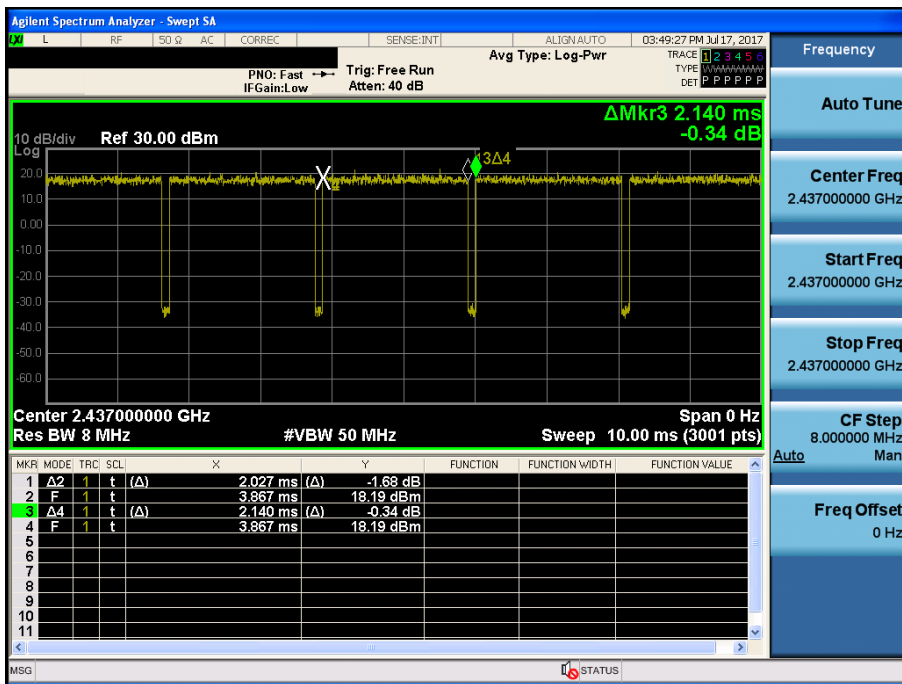 Agilent Spectrum Analyzer - Swept SA
LXI L RF 50 Ω AC CORREC SENSE:INT ALIGNAUTO 03:49:27 PM Jul 17, 2017
Frequency
Avg Type: Log-Pwr
TRACE 1 2 3 4 5 6
TYPE
DET P P P P P P
PNO: Fast
IFGain:Low
Trig: Free Run
Atten: 40 dB
Auto Tune
ΔMkr3 2.140 ms
-0.34 dB
10 dB/div Ref 30.00 dBm
Log
3Δ4
20.0
10.0
0.00
-10.0
-20.0
-30.0
-40.0
-50.0
-60.0
Center Freq
2.437000000 GHz
Start Freq
2.437000000 GHz
Stop Freq
2.437000000 GHz
Center 2.437000000 GHz Span 0 Hz
Res BW 8 MHz #VBW 50 MHz Sweep 10.00 ms (3001 pts)
CF Step
8.000000 MHz
Auto Man
MKR MODE TRC SCL X Y FUNCTION FUNCTION WIDTH FUNCTION VALUE
1 Δ2 1 t (Δ) 2.027 ms (Δ) -1.68 dB
2 F 1 t 3.867 ms 18.19 dBm
3 Δ4 1 t (Δ) 2.140 ms (Δ) -0.34 dB
4 F 1 t 3.867 ms 18.19 dBm
5
6
7
8
9
10
11
Freq Offset
0 Hz
MSG STATUS